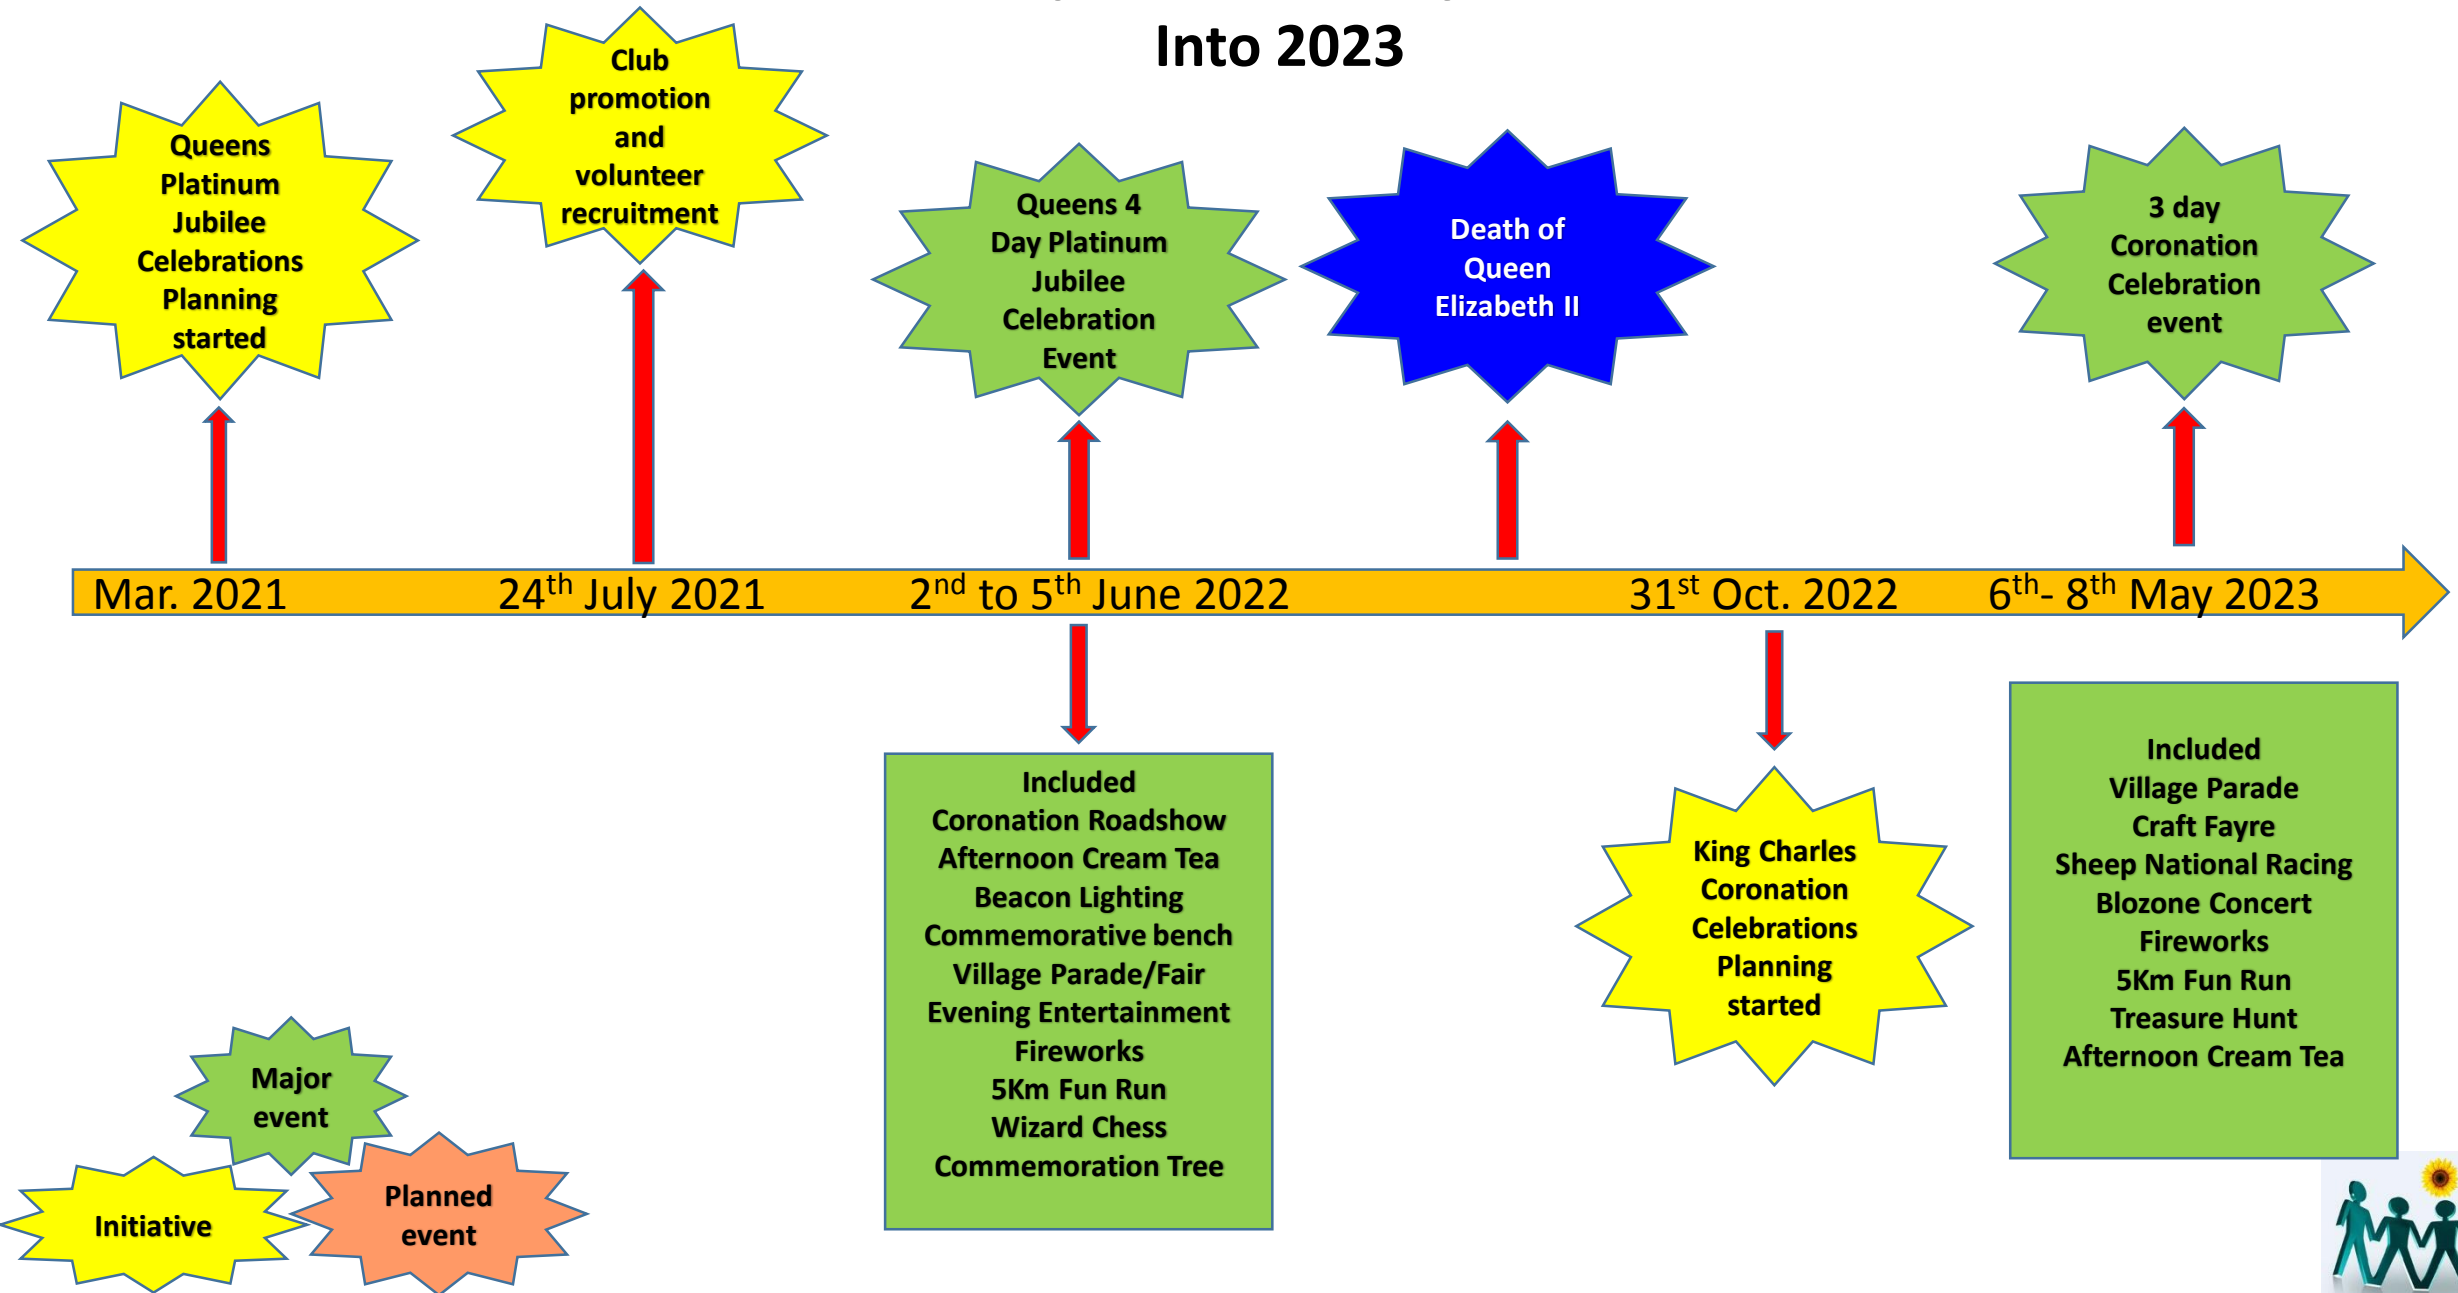 Into 2023
Queens
Platinum
Jubilee
Celebrations
Planning
started
Club
promotion
and
volunteer
recruitment
Queens 4
Day Platinum
Jubilee
Celebration
Event
Death of
Queen
Elizabeth II
3 day
Coronation
Celebration
event
Mar. 2021
24th July 2021
2nd to 5th June 2022
31st Oct. 2022
6th- 8th May 2023
Included
Coronation Roadshow
Afternoon Cream Tea
Beacon Lighting
Commemorative bench
Village Parade/Fair
Evening Entertainment
Fireworks
5Km Fun Run
Wizard Chess
Commemoration Tree
King Charles
Coronation
Celebrations
Planning
started
Included
Village Parade
Craft Fayre
Sheep National Racing
Blozone Concert
Fireworks
5Km Fun Run
Treasure Hunt
Afternoon Cream Tea
Major
event
Initiative
Planned
event